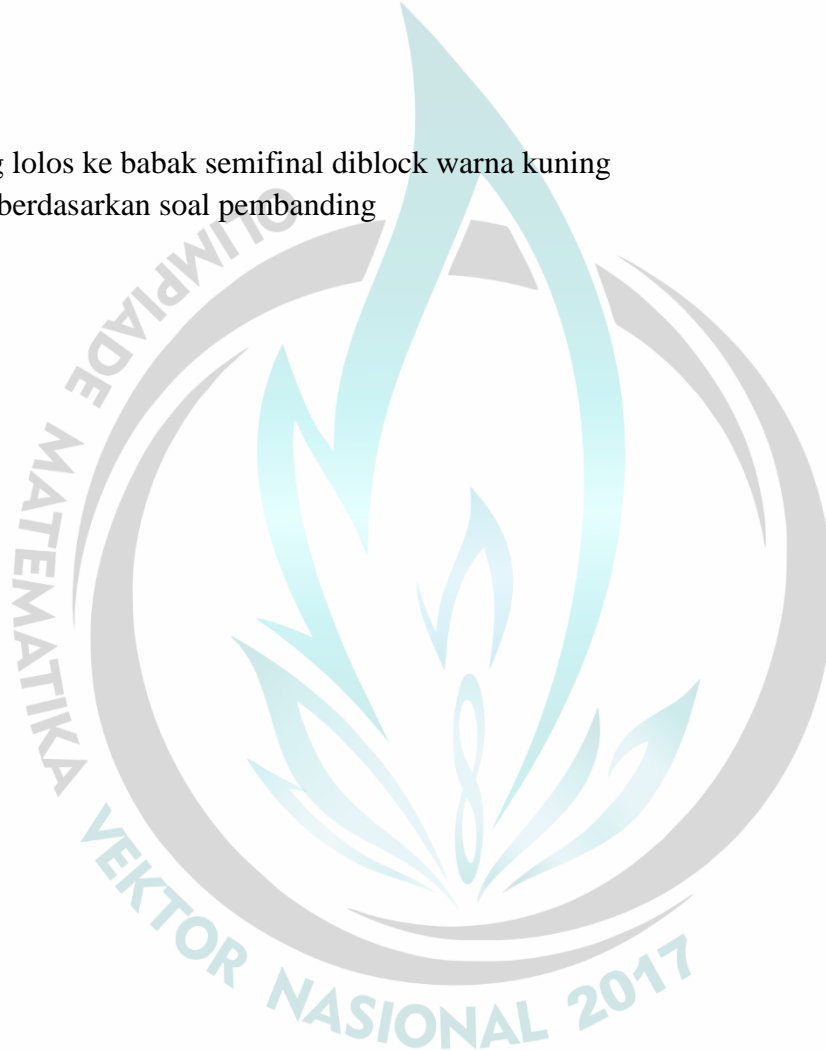 g lolos ke babak semifinal diblock warna kuning
berdasarkan soal pembanding
OLIMPIADE MATEMATIKA VEKTOR NASIONAL 2017